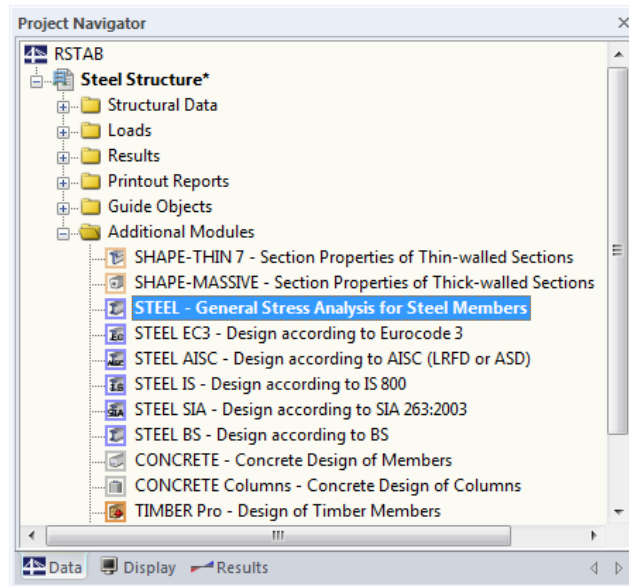 Project Navigator
RSTAB
Steel Structure*
Structural Data
Loads
Results
Printout Reports
Guide Objects
Additional Modules
SHAPE-THIN 7 - Section Properties of Thin-walled Sections
SHAPE-MASSIVE - Section Properties of Thick-walled Sections
STEEL - General Stress Analysis for Steel Members
STEEL EC3 - Design according to Eurocode 3
STEEL AISC - Design according to AISC (LRFD or ASD)
STEEL IS - Design according to IS 800
STEEL SIA - Design according to SIA 263:2003
STEEL BS - Design according to BS
CONCRETE - Concrete Design of Members
CONCRETE Columns - Concrete Design of Columns
TIMBER Pro - Design of Timber Members
Data Display Results